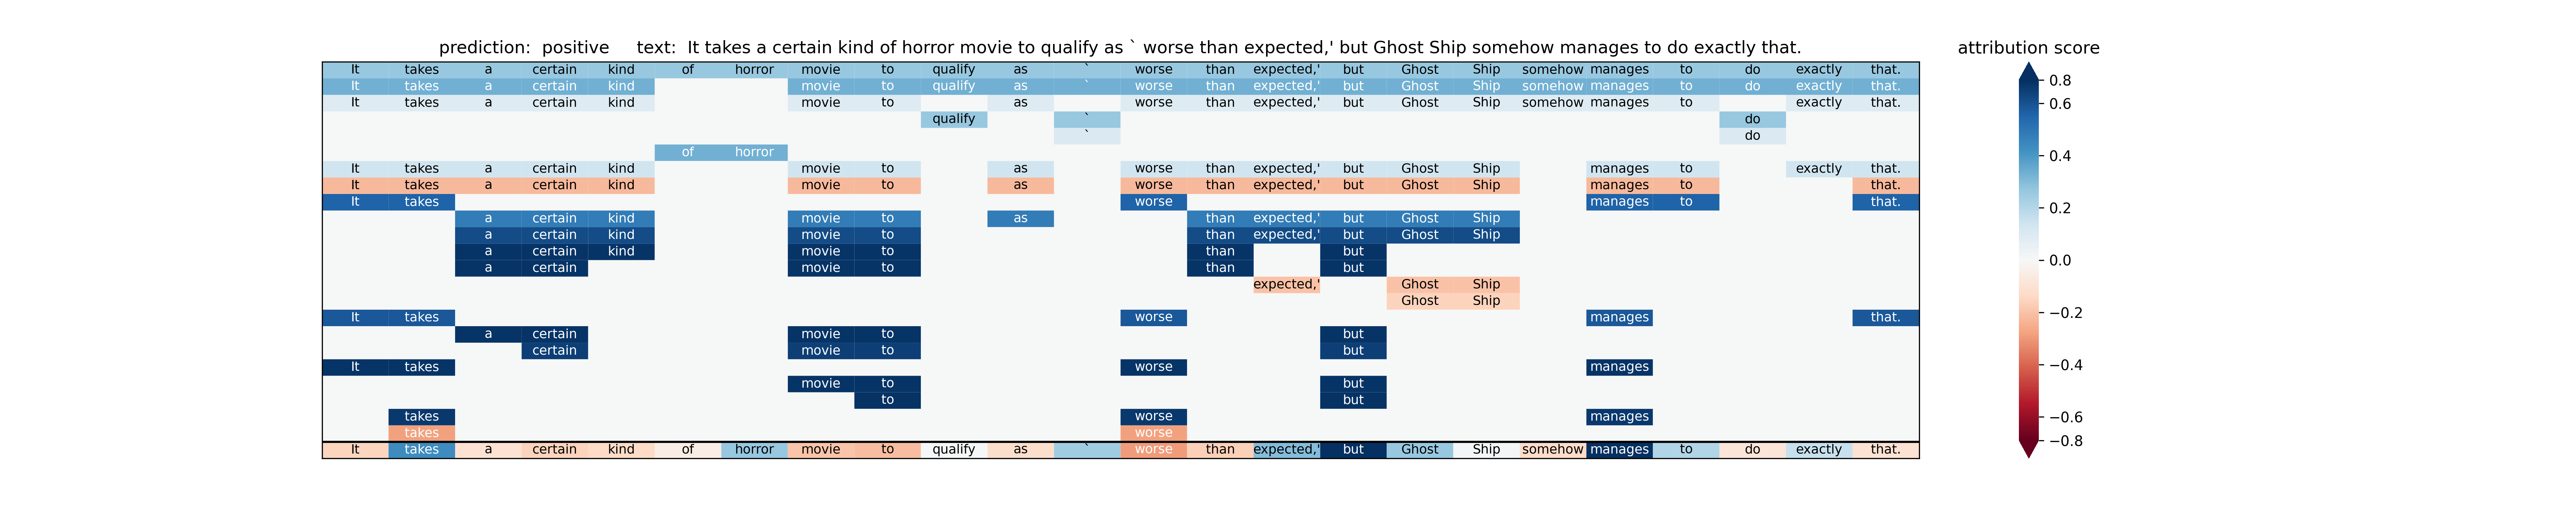 prediction: positive text: It takes a certain kind of horror movie to qualify as ` worse than expected,' but Ghost Ship somehow manages to do exactly that.
attribution score
It takes a certain kind of horror movie to qualify as ` worse than expected,' but Ghost Ship somehow manages to do exactly that.
It takes a certain kind movie to qualify as worse than expected,' but Ghost Ship somehow manages to do exactly that.
It takes a certain kind movie to as worse than expected,' but Ghost Ship somehow manages to exactly that.
qualify ` do
` do
of horror
It takes a certain kind movie to as worse than expected,' but Ghost Ship manages to exactly that.
It takes a certain kind movie to as worse than expected,' but Ghost Ship manages to that.
It takes worse manages to that.
a certain kind movie to as than expected,' but Ghost Ship
a certain kind movie to than expected,' but Ghost Ship
a certain kind movie to than but
a certain movie to than but
expected,' Ghost Ship
Ghost Ship
It takes worse manages that.
a certain movie to but
certain movie to but
It takes worse manages
movie to but
to but
takes worse manages
takes worse
It takes a certain kind of horror movie to qualify as ` worse than expected,' but Ghost Ship somehow manages to do exactly that.
0.8
0.6
0.4
0.2
0.0
−0.2
−0.4
−0.6
−0.8